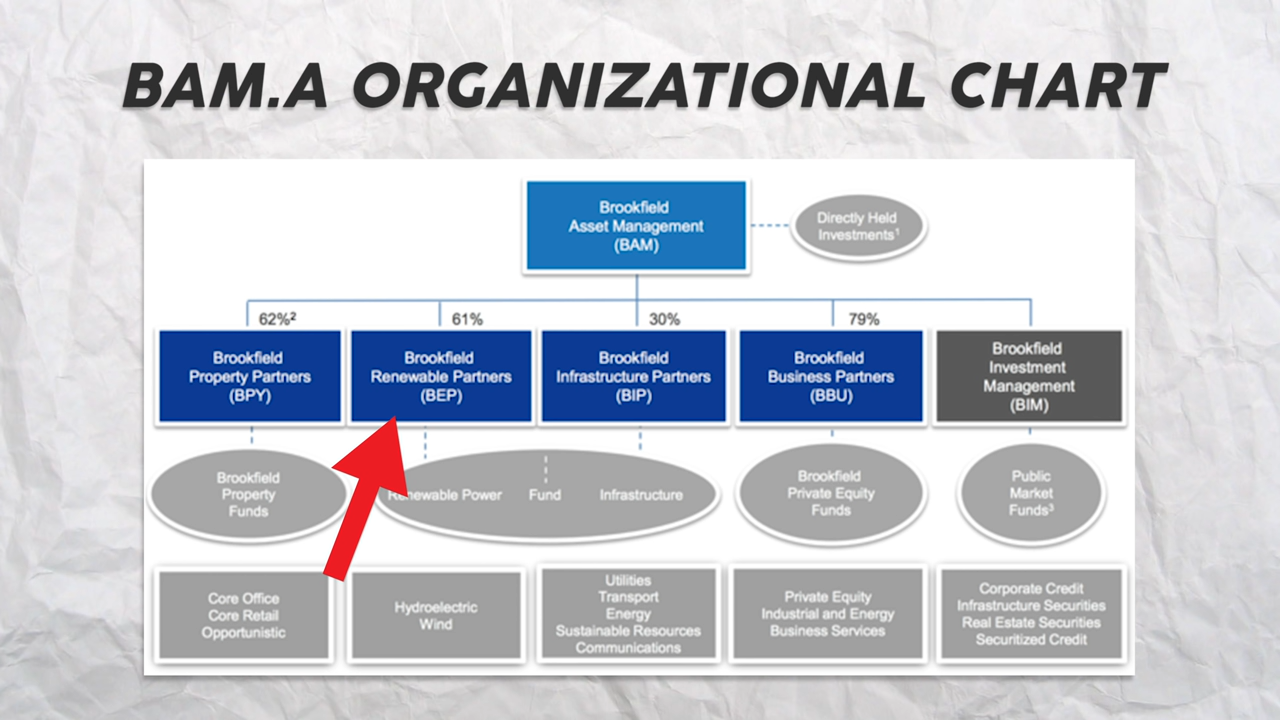 BAM.A ORGANIZATIONAL CHART
Brookfield
Asset Management
(BAM)
Directly Held
Investments¹
62%²
61%
30%
79%
Brookfield
Property Partners
(BPY)
Brookfield
Renewable Partners
(BEP)
Brookfield
Infrastructure Partners
(BIP)
Brookfield
Business Partners
(BBU)
Brookfield
Investment
Management
(BIM)
Brookfield
Property
Funds
Renewable Power
Fund
Infrastructure
Brookfield
Private Equity
Funds
Public
Market
Funds³
Core Office
Core Retail
Opportunistic
Hydroelectric
Wind
Utilities
Transport
Energy
Sustainable Resources
Communications
Private Equity
Industrial and Energy
Business Services
Corporate Credit
Infrastructure Securities
Real Estate Securities
Securitized Credit